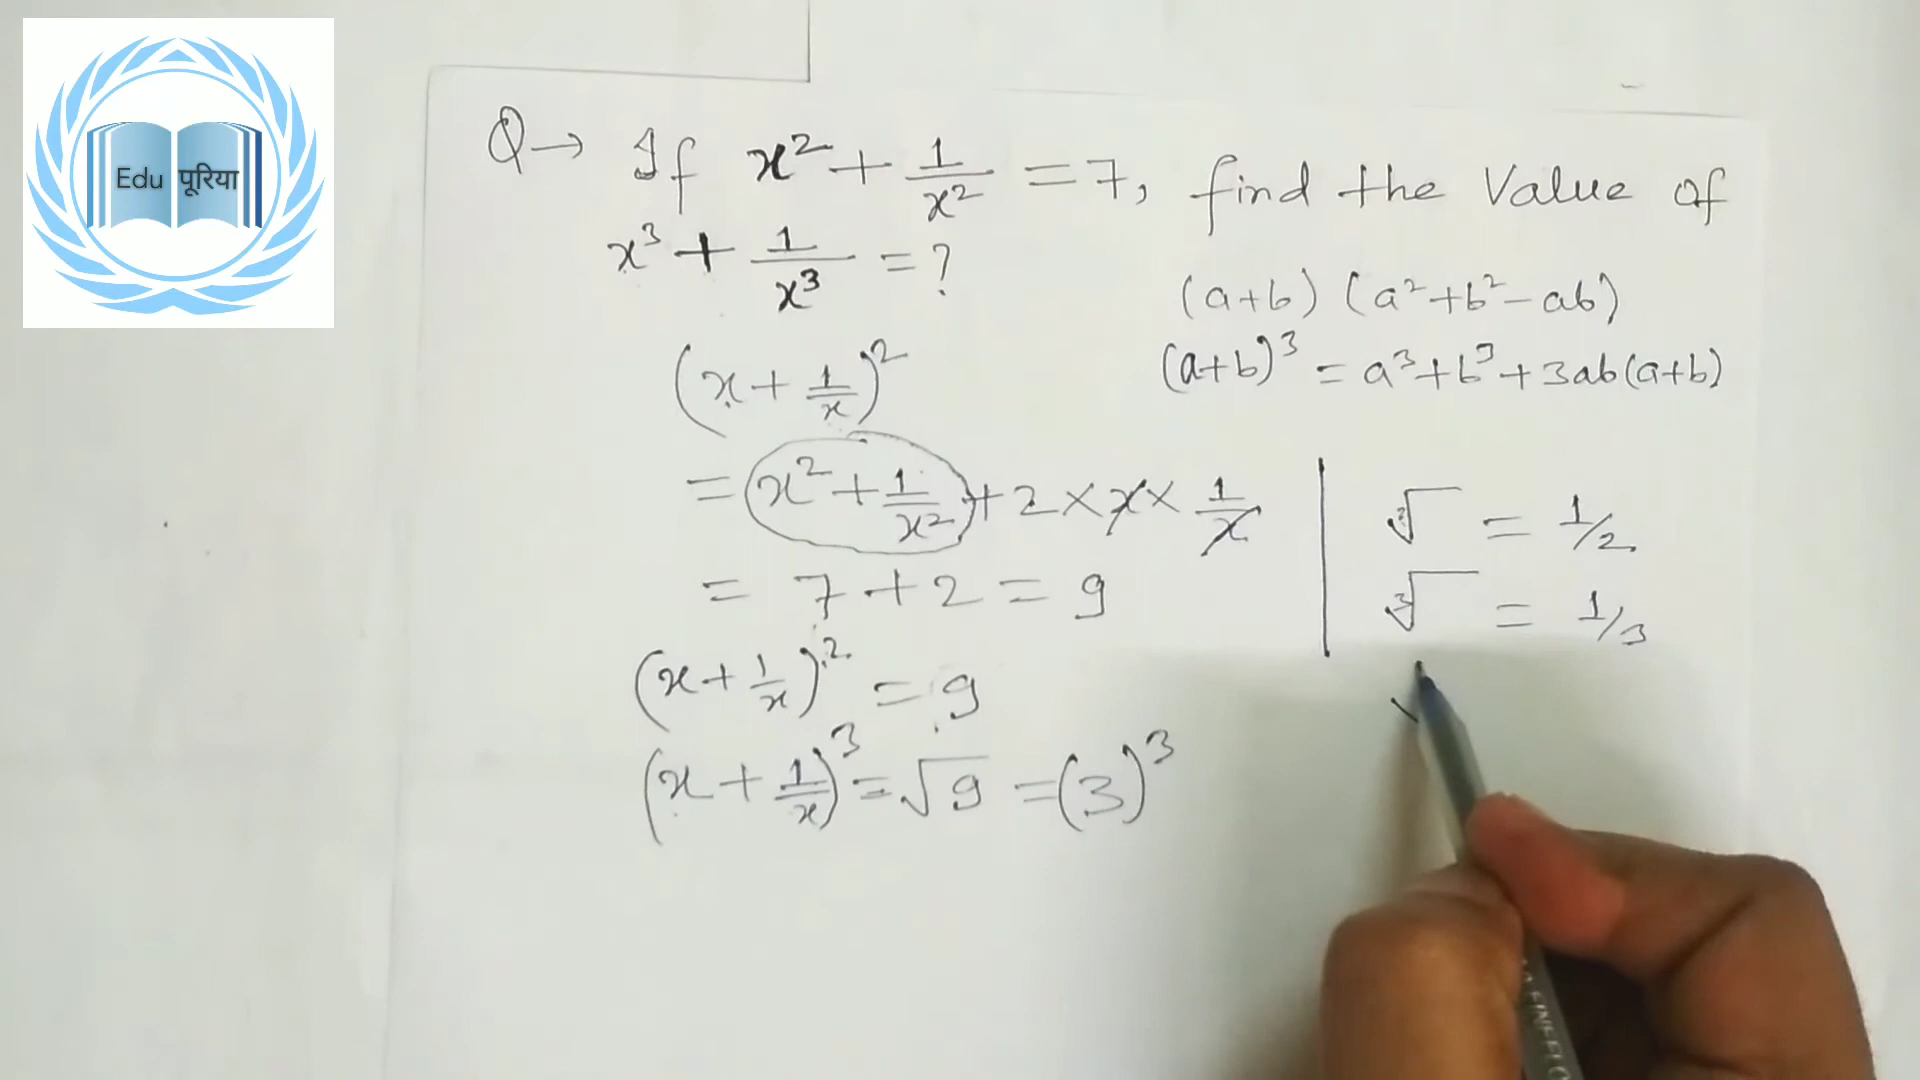 Edu पूरिया
Q→ If x² + 1/x² = 7, find the Value of
x³ + 1/x³ = ?
(a+b) (a²+b²-ab)
(a+b)³ = a³+b³+3ab(a+b)
(x + 1/x)²
= x² + 1/x² + 2 × x × 1/x
= 7 + 2 = 9
(x + 1/x)² = 9
(x + 1/x)³ = √9 = (3)³
²√ = 1/2
³√ = 1/3